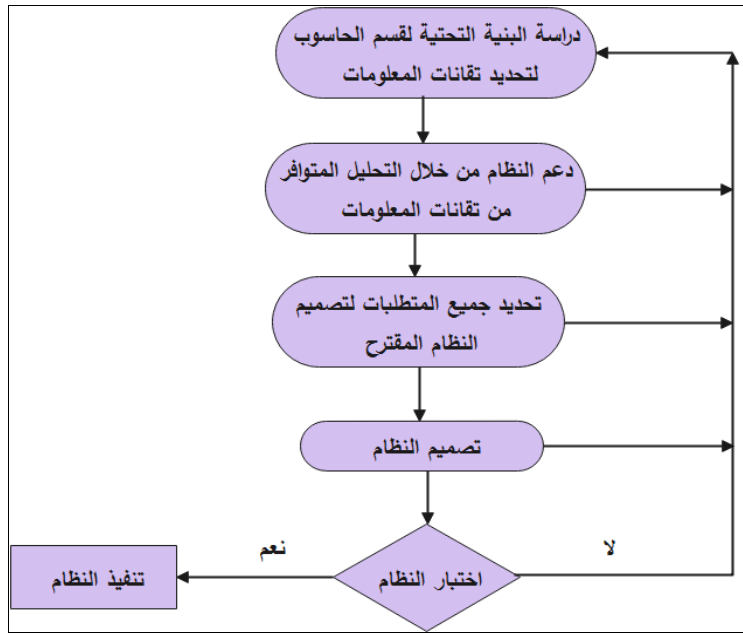 دراسة البنية التحتية لقسم الحاسوب
لتحديد تقانات المعلومات
دعم النظام من خلال التحليل المتوافر
من تقانات المعلومات
تحديد جميع المتطلبات لتصميم
النظام المقترح
تصميم النظام
لا
نعم
اختبار النظام
تنفيذ النظام